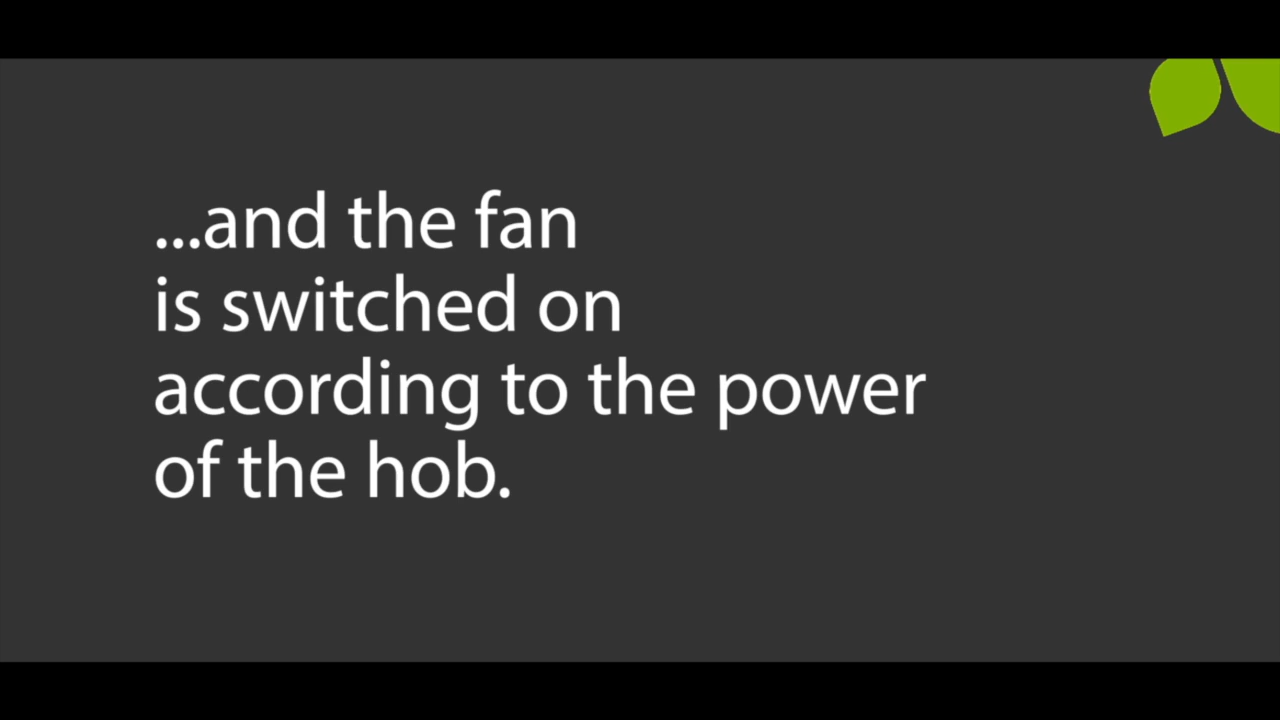 ...and the fan
is switched on
according to the power
of the hob.